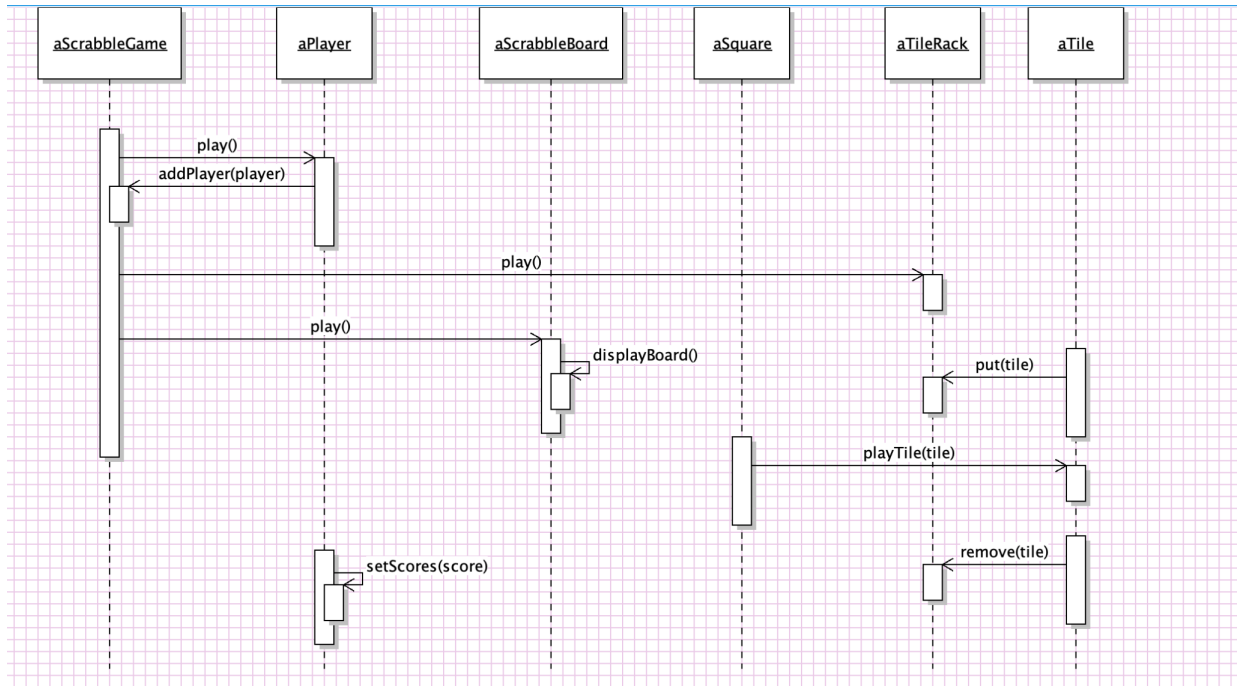 aScrabbleGame
aPlayer
aScrabbleBoard
aSquare
aTileRack
aTile
play()
addPlayer(player)
play()
play()
displayBoard()
put(tile)
playTile(tile)
remove(tile)
setScores(score)